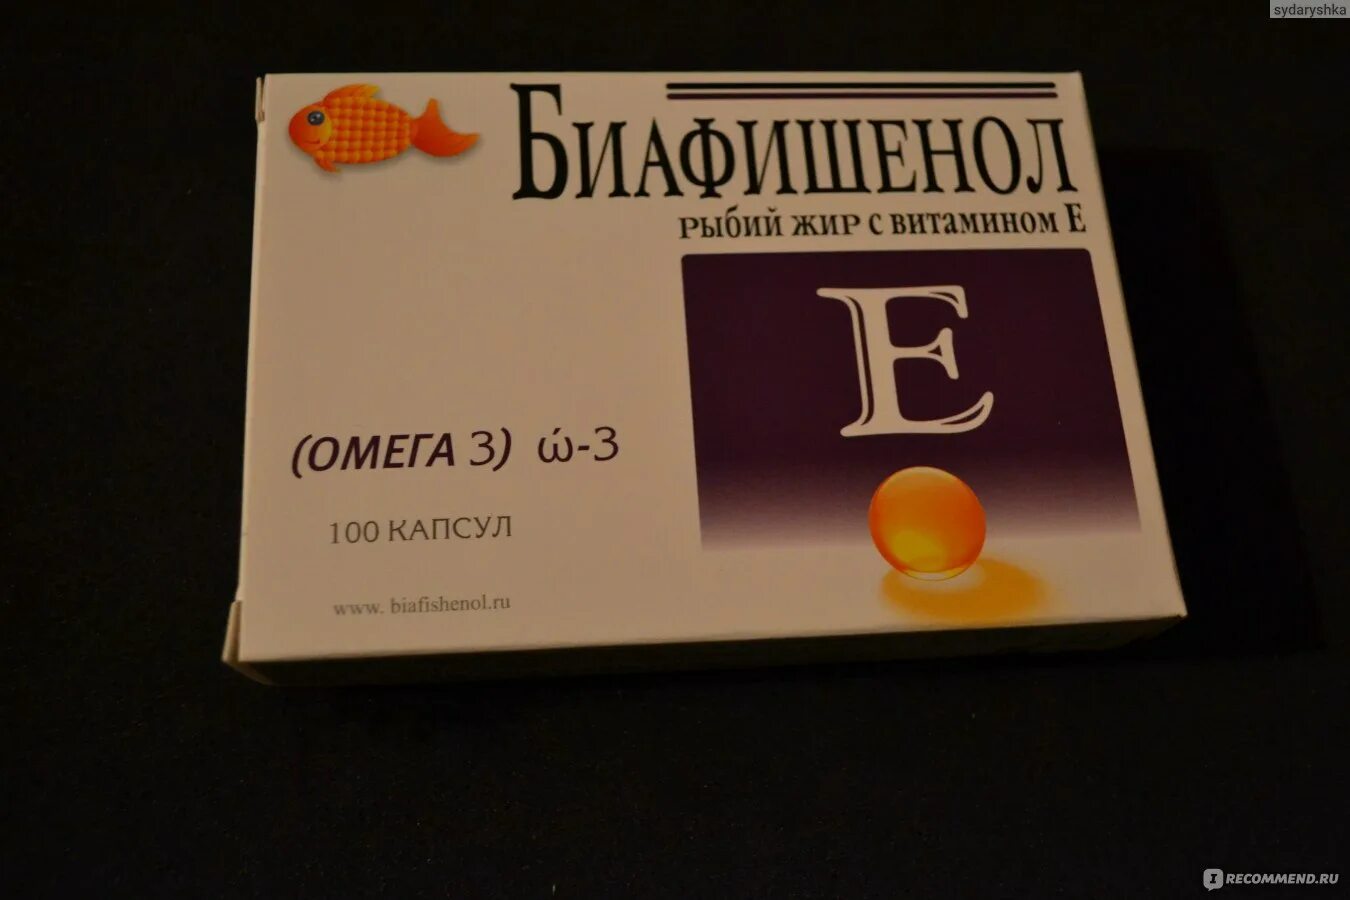 sydaryshka
БИАФИШЕНОЛ
РЫБИЙ ЖИР С ВИТАМИНОМ Е
Е
(ОМЕГА 3) ώ-3
100 КАПСУЛ
www. biafishenol.ru
I RECOMMEND.RU